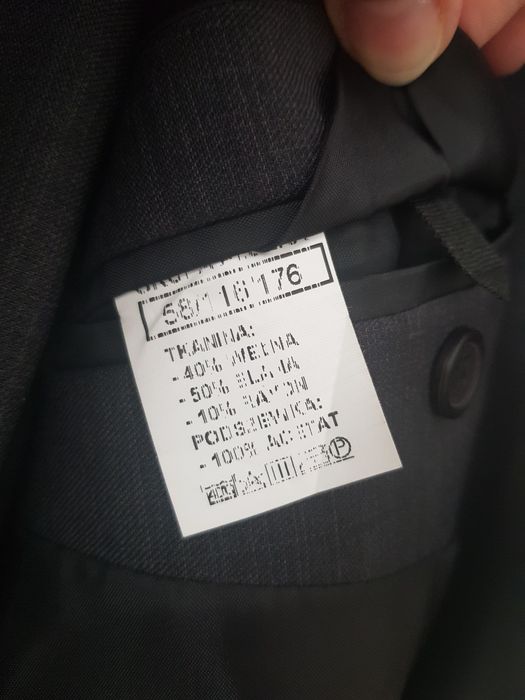 58/116/176
TKANINA:
- 40% WEŁNA
- 50% ELANA
- 10% RAYON
PODSZEWKA:
- 100% ACETAT
P